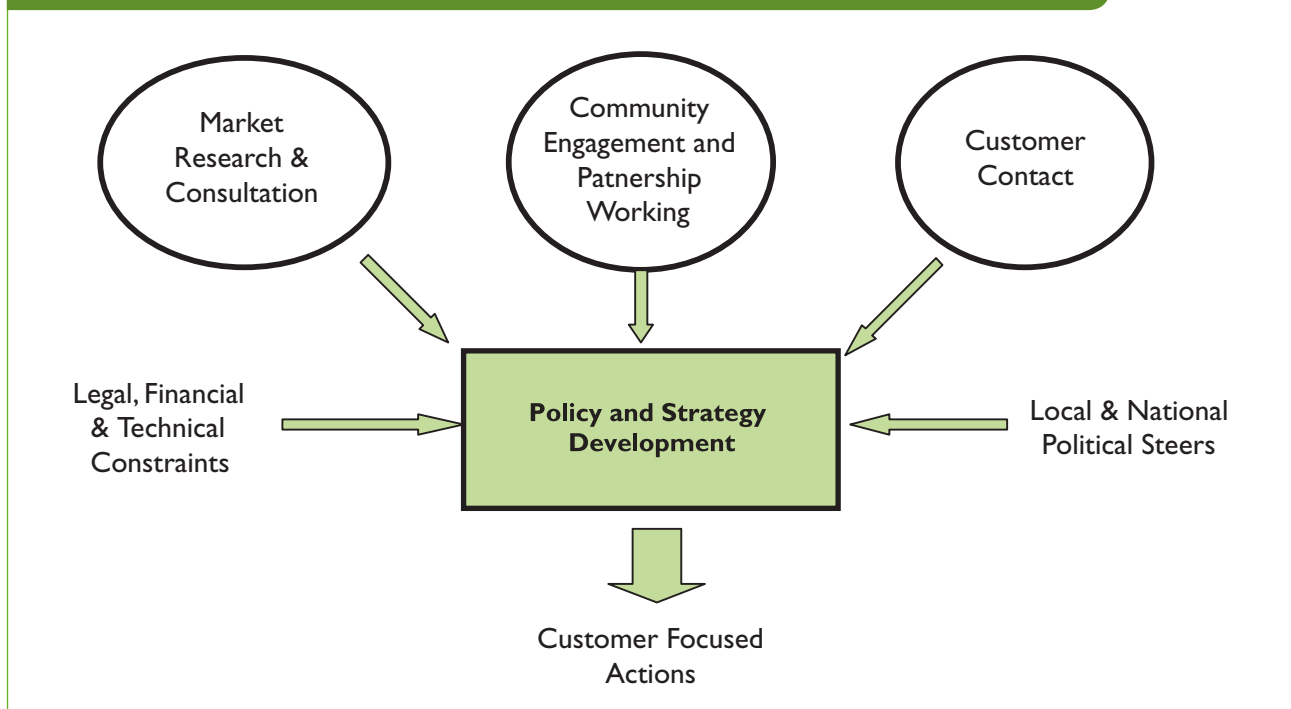 Market
Research &
Consultation
Community
Engagement and
Patnership
Working
Customer
Contact
Legal, Financial
& Technical
Constraints
Policy and Strategy
Development
Local & National
Political Steers
Customer Focused
Actions